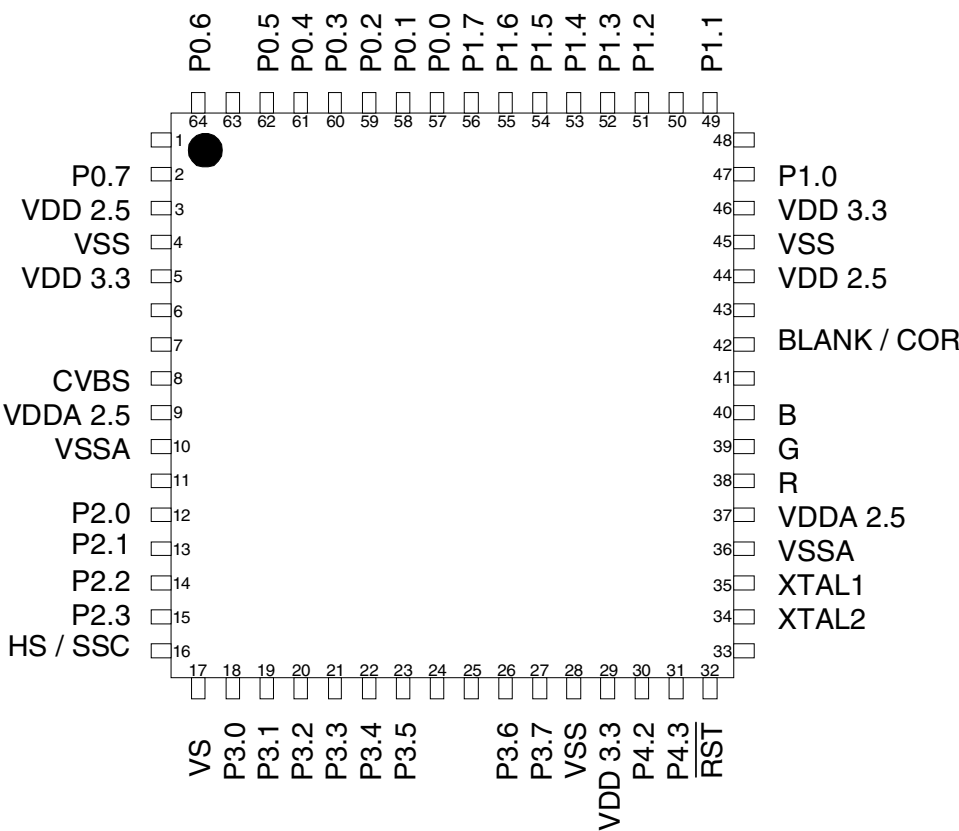 P0.6 P0.5 P0.4 P0.3 P0.2 P0.1 P0.0 P1.7 P1.6 P1.5 P1.4 P1.3 P1.2 P1.1
64 63 62 61 60 59 58 57 56 55 54 53 52 51 50 49
1 48
P0.7 2 47 P1.0
VDD 2.5 3 46 VDD 3.3
VSS 4 45 VSS
VDD 3.3 5 44 VDD 2.5
6 43
7 42 BLANK / COR
CVBS 8 41
VDDA 2.5 9 40 B
VSSA 10 39 G
11 38 R
P2.0 12 37 VDDA 2.5
P2.1 13 36 VSSA
P2.2 14 35 XTAL1
P2.3 15 34 XTAL2
HS / SSC 16 33
17 18 19 20 21 22 23 24 25 26 27 28 29 30 31 32
VS P3.0 P3.1 P3.2 P3.3 P3.4 P3.5 P3.6 P3.7 VSS VDD 3.3 P4.2 P4.3 RST